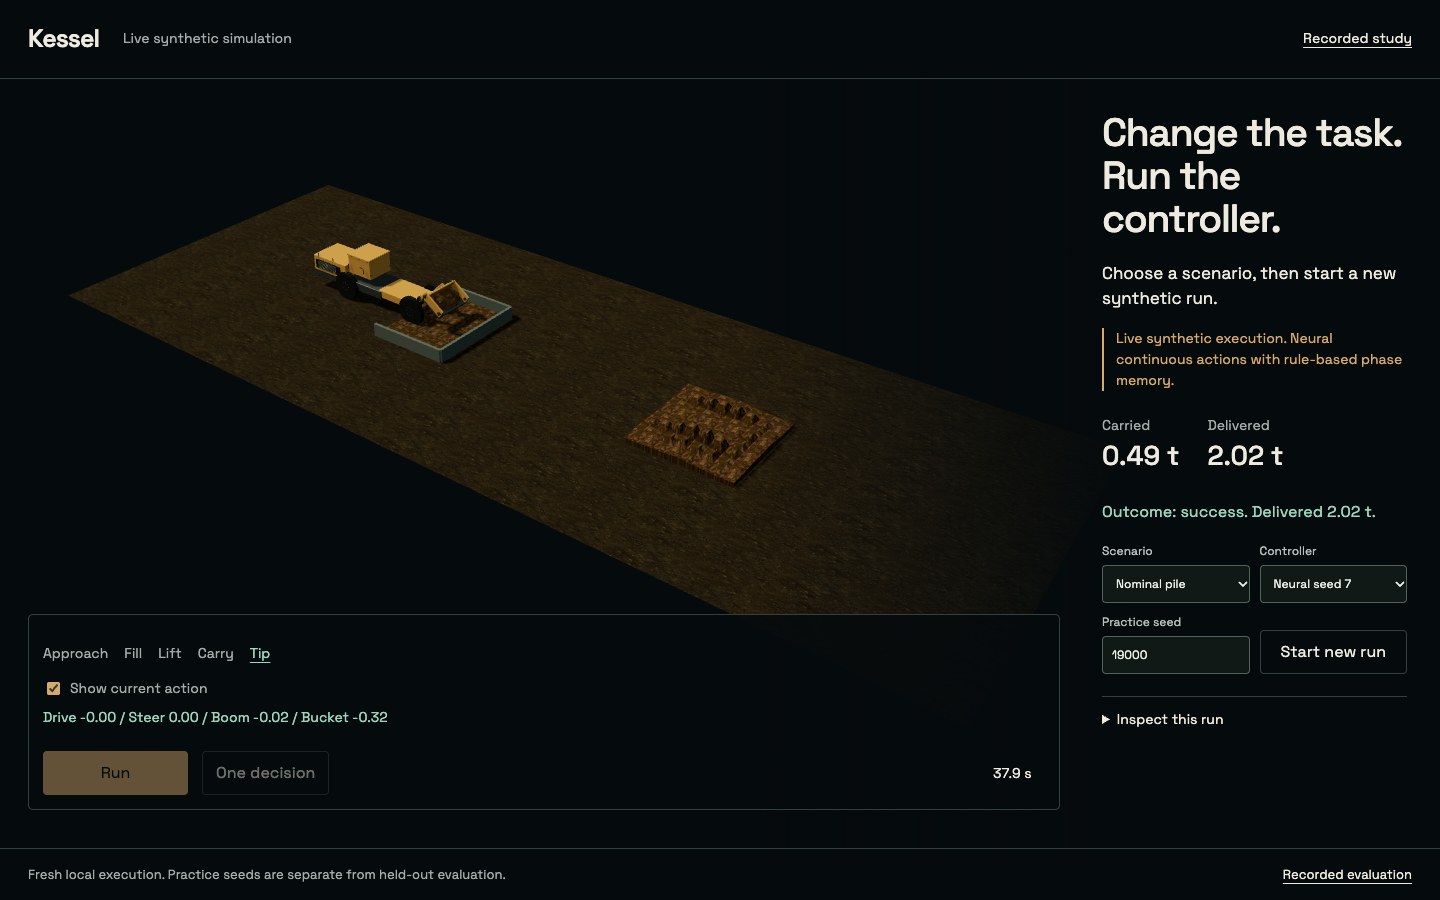 Kessel
Live synthetic simulation
Recorded study
Change the task.
Run the
controller.
Choose a scenario, then start a new
synthetic run.
Live synthetic execution. Neural
continuous actions with rule-based phase
memory.
Carried
Delivered
0.49 t
2.02 t
Outcome: success. Delivered 2.02 t.
Scenario
Controller
Nominal pile
Neural seed 7
Practice seed
19000
Start new run
Inspect this run
Approach Fill Lift Carry Tip
Show current action
Drive -0.00 / Steer 0.00 / Boom -0.02 / Bucket -0.32
Run
One decision
37.9 s
Fresh local execution. Practice seeds are separate from held-out evaluation.
Recorded evaluation